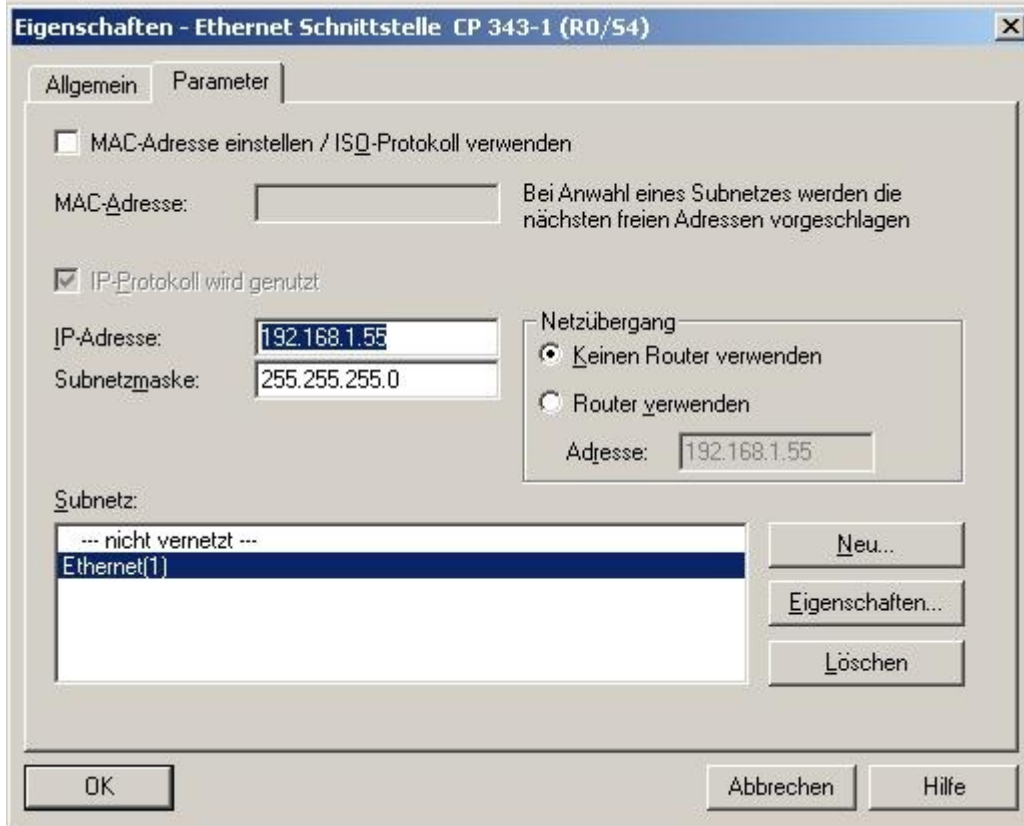 Eigenschaften - Ethernet Schnittstelle CP 343-1 (R0/S4)
Allgemein
Parameter
MAC-Adresse einstellen / ISO-Protokoll verwenden
MAC-Adresse:
Bei Anwahl eines Subnetzes werden die
nächsten freien Adressen vorgeschlagen
IP-Protokoll wird genutzt
IP-Adresse:
192.168.1.55
Subnetzmaske:
255.255.255.0
Netzübergang
Keinen Router verwenden
Router verwenden
Adresse:
192.168.1.55
Subnetz:
--- nicht vernetzt ---
Ethernet(1)
Neu...
Eigenschaften...
Löschen
OK
Abbrechen
Hilfe